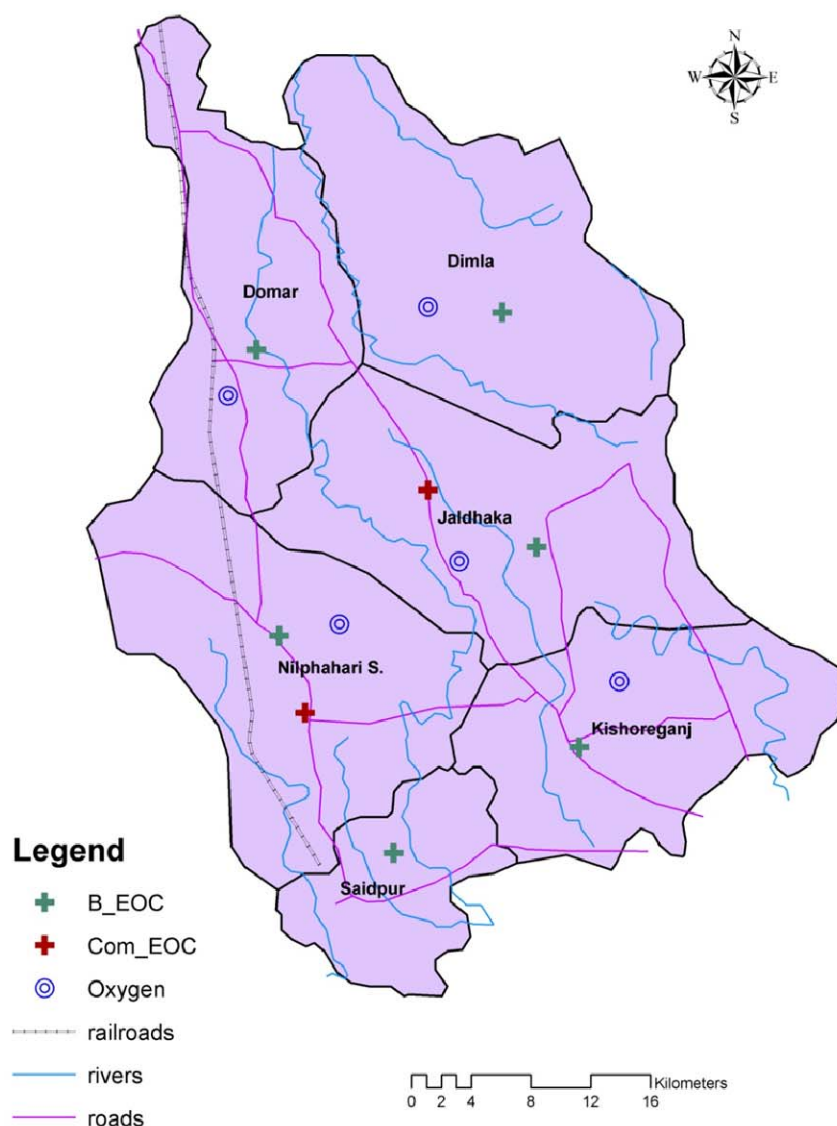 N
W E
S
Dimla
Domar
Jaldhaka
Nilphahari S.
Kishoreganj
Saidpur
Legend
B_EOC
Com_EOC
Oxygen
railroads
rivers
roads
Kilometers
0 2 4 8 12 16